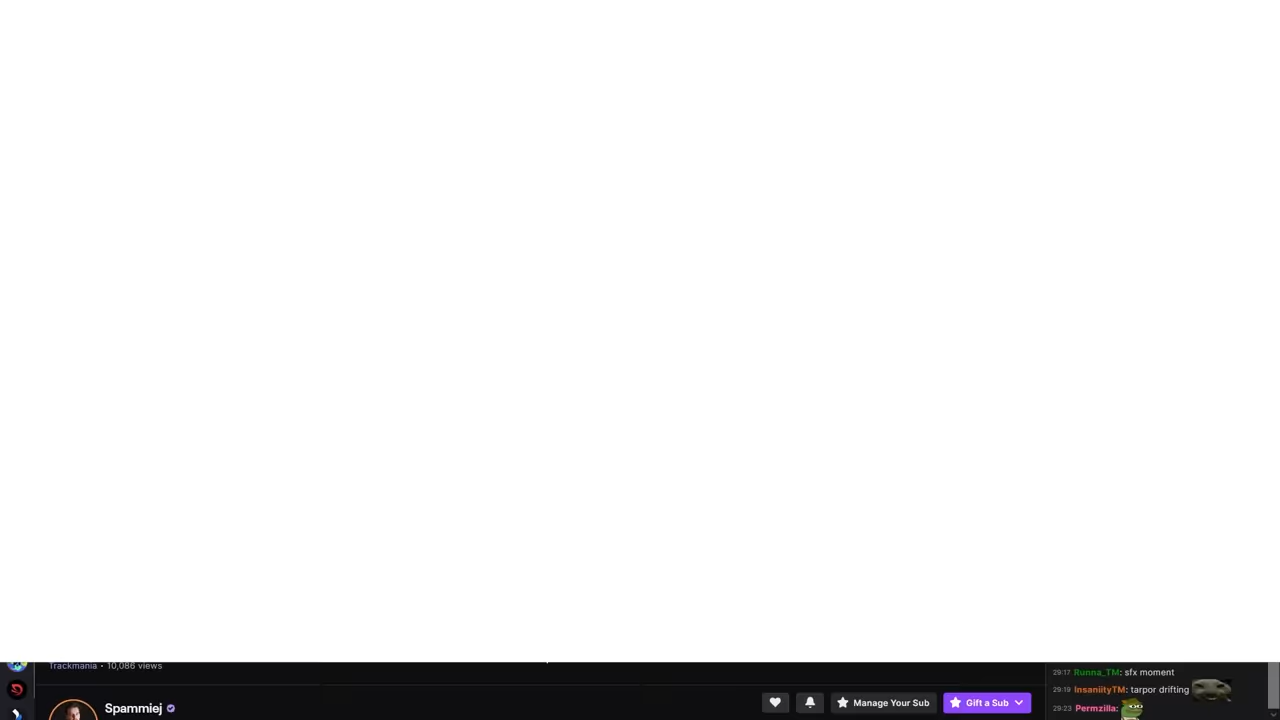 Trackmania • 10,086 views
Spammiej
Manage Your Sub
Gift a Sub
29:17 Runna_TM: sfx moment
29:19 InsaniityTM: tarpor drifting
29:23 Permzilla: